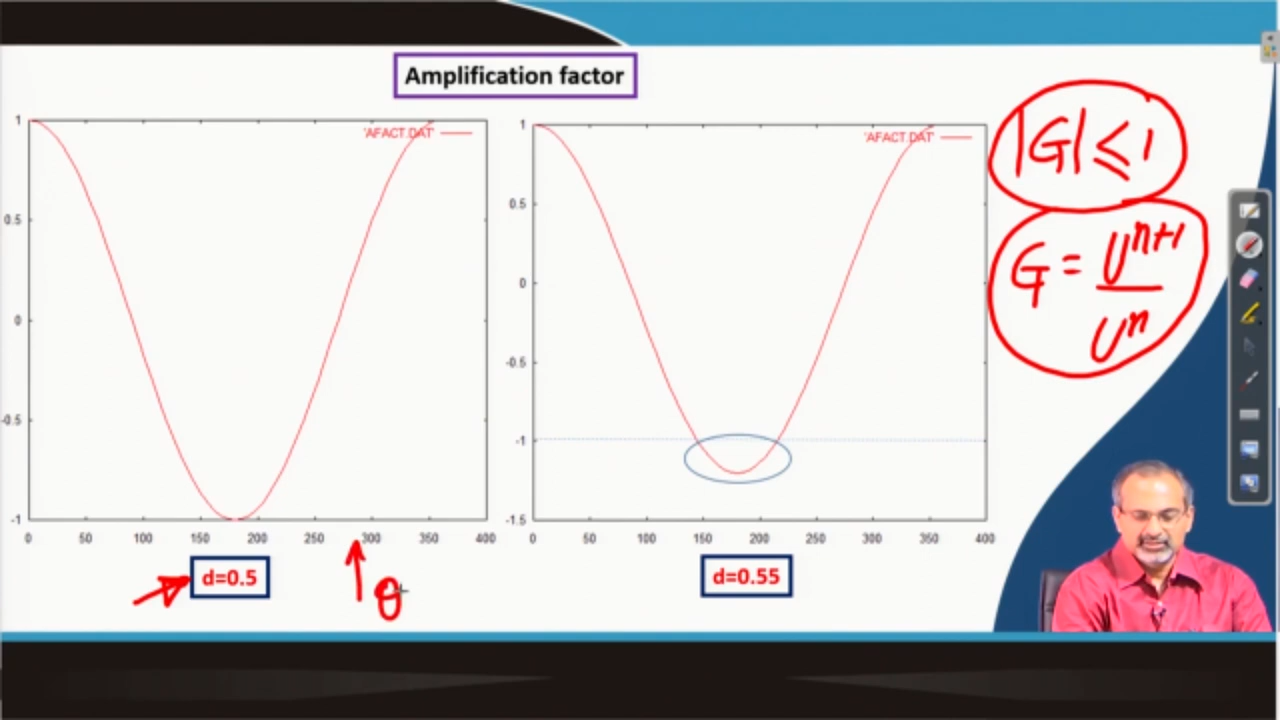 Amplification factor
'AFACT.DAT'
1
0.5
0
-0.5
-1
0 50 100 150 200 250 300 350 400
d=0.5
θ
'AFACT.DAT'
1
0.5
0
-0.5
-1
-1.5
0 50 100 150 200 250 300 350 400
d=0.55
|G| ≤ 1
G = U^n+1 / U^n